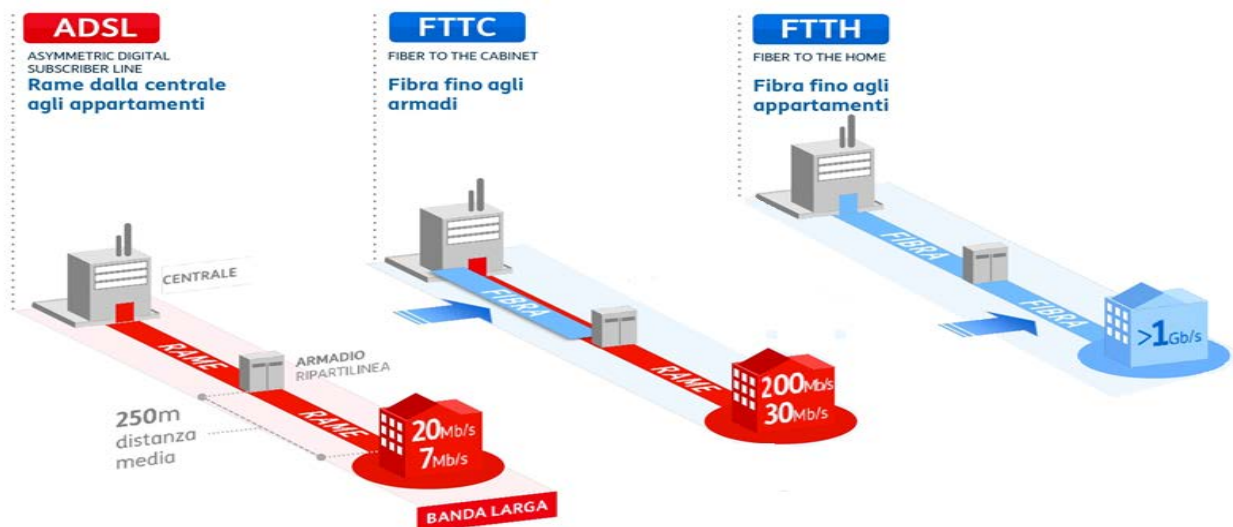 ADSL
ASYMMETRIC DIGITAL
SUBSCRIBER LINE
Rame dalla centrale
agli appartamenti
CENTRALE
RAME
ARMADIO
RIPARTILINEA
RAME
250m
distanza
media
20Mb/s
7Mb/s
BANDA LARGA
FTTC
FIBER TO THE CABINET
Fibra fino agli
armadi
FIBRA
RAME
200Mb/s
30Mb/s
FTTH
FIBER TO THE HOME
Fibra fino agli
appartamenti
FIBRA
FIBRA
>1Gb/s